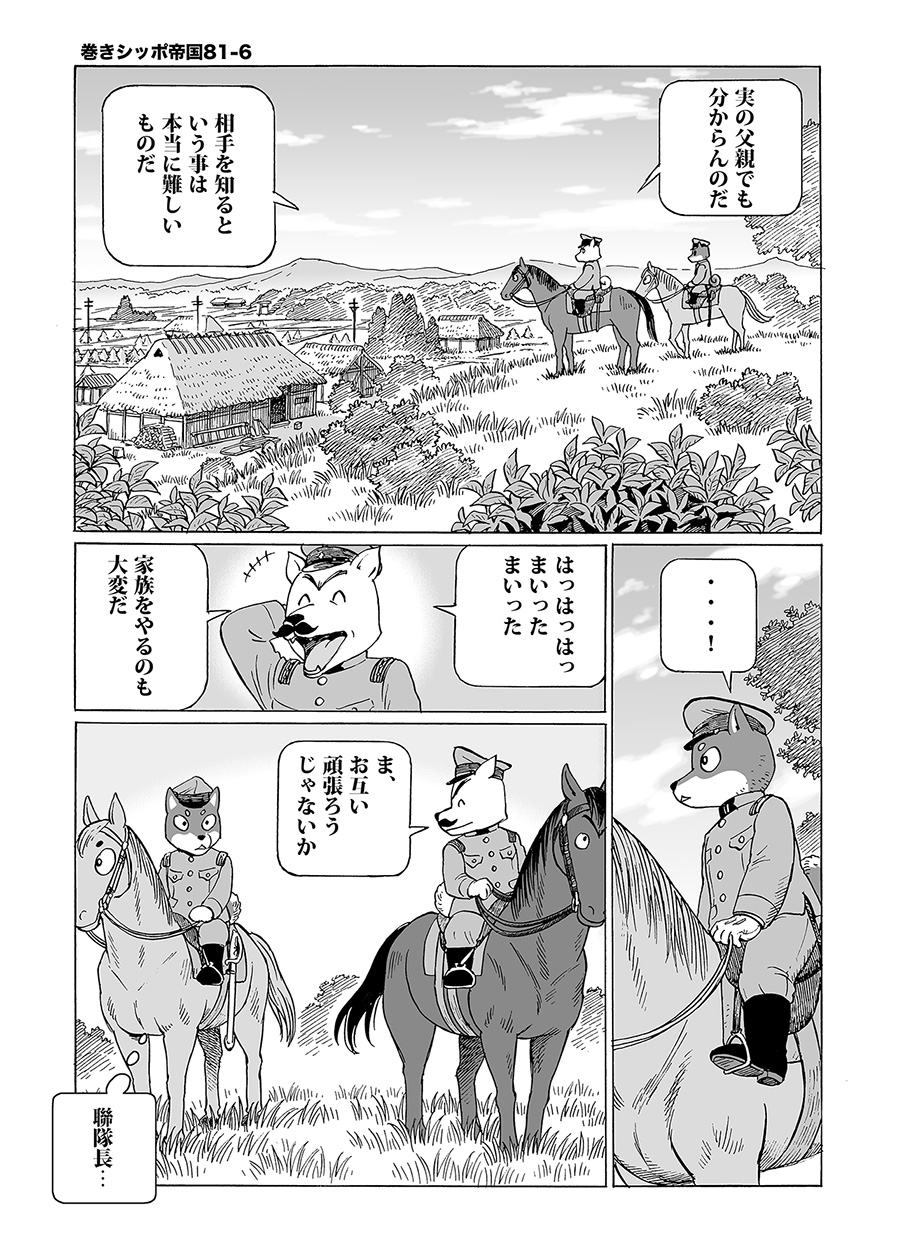 巻きシッポ帝国81-6
実の父親でも
分からんのだ
相手を知ると
いう事は
本当に難しい
ものだ
・・・・!
はっはっはっ
まいった
まいった
家族をやるのも
大変だ
ま、
お互い
頑張ろう
じゃないか
聯隊長…